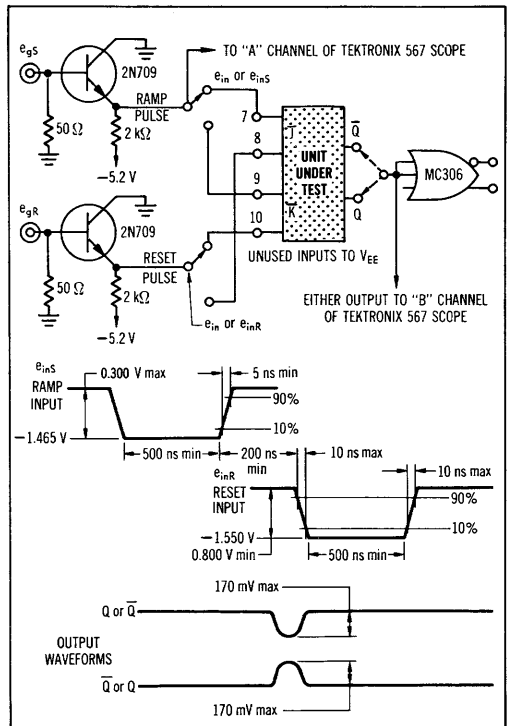 e_gS
2N709
50 Ω
RAMP
PULSE
2 kΩ
−5.2 V
TO "A" CHANNEL OF TEKTRONIX 567 SCOPE
e_in or e_inS
7
8
9
10
J̅
K̅
UNIT
UNDER
TEST
Q̅
Q
MC306
UNUSED INPUTS TO V_EE
e_gR
2N709
50 Ω
RESET
PULSE
2 kΩ
−5.2 V
e_in or e_inR
EITHER OUTPUT TO "B" CHANNEL
OF TEKTRONIX 567 SCOPE
e_inS
RAMP
INPUT
0.300 V max
−1.465 V
5 ns min
90%
10%
500 ns min
200 ns
min
10 ns max
e_inR
RESET
INPUT
10 ns max
90%
10%
−1.550 V
0.800 V min
500 ns min
170 mV max
Q or Q̅
OUTPUT
WAVEFORMS
Q̅ or Q
170 mV max